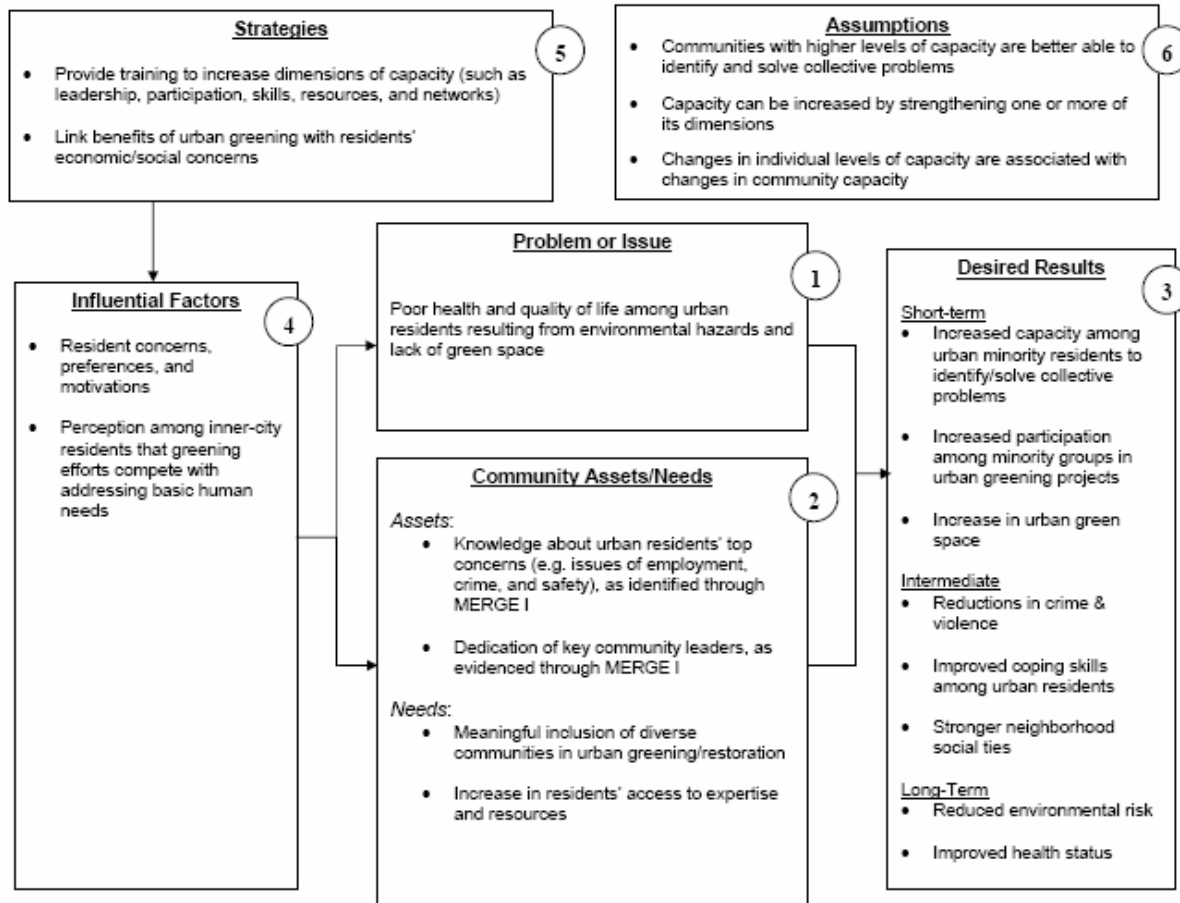 Strategies
5
• Provide training to increase dimensions of capacity (such as
leadership, participation, skills, resources, and networks)
• Link benefits of urban greening with residents'
economic/social concerns
Assumptions
6
• Communities with higher levels of capacity are better able to
identify and solve collective problems
• Capacity can be increased by strengthening one or more of
its dimensions
• Changes in individual levels of capacity are associated with
changes in community capacity
Influential Factors
4
• Resident concerns,
preferences, and
motivations
• Perception among inner-city
residents that greening
efforts compete with
addressing basic human
needs
Problem or Issue
1
Poor health and quality of life among urban
residents resulting from environmental hazards and
lack of green space
Community Assets/Needs
2
Assets:
• Knowledge about urban residents' top
concerns (e.g. issues of employment,
crime, and safety), as identified through
MERGE I
• Dedication of key community leaders, as
evidenced through MERGE I
Needs:
• Meaningful inclusion of diverse
communities in urban greening/restoration
• Increase in residents' access to expertise
and resources
Desired Results
3
Short-term
• Increased capacity among
urban minority residents to
identify/solve collective
problems
• Increased participation
among minority groups in
urban greening projects
• Increase in urban green
space
Intermediate
• Reductions in crime &
violence
• Improved coping skills
among urban residents
• Stronger neighborhood
social ties
Long-Term
• Reduced environmental risk
• Improved health status